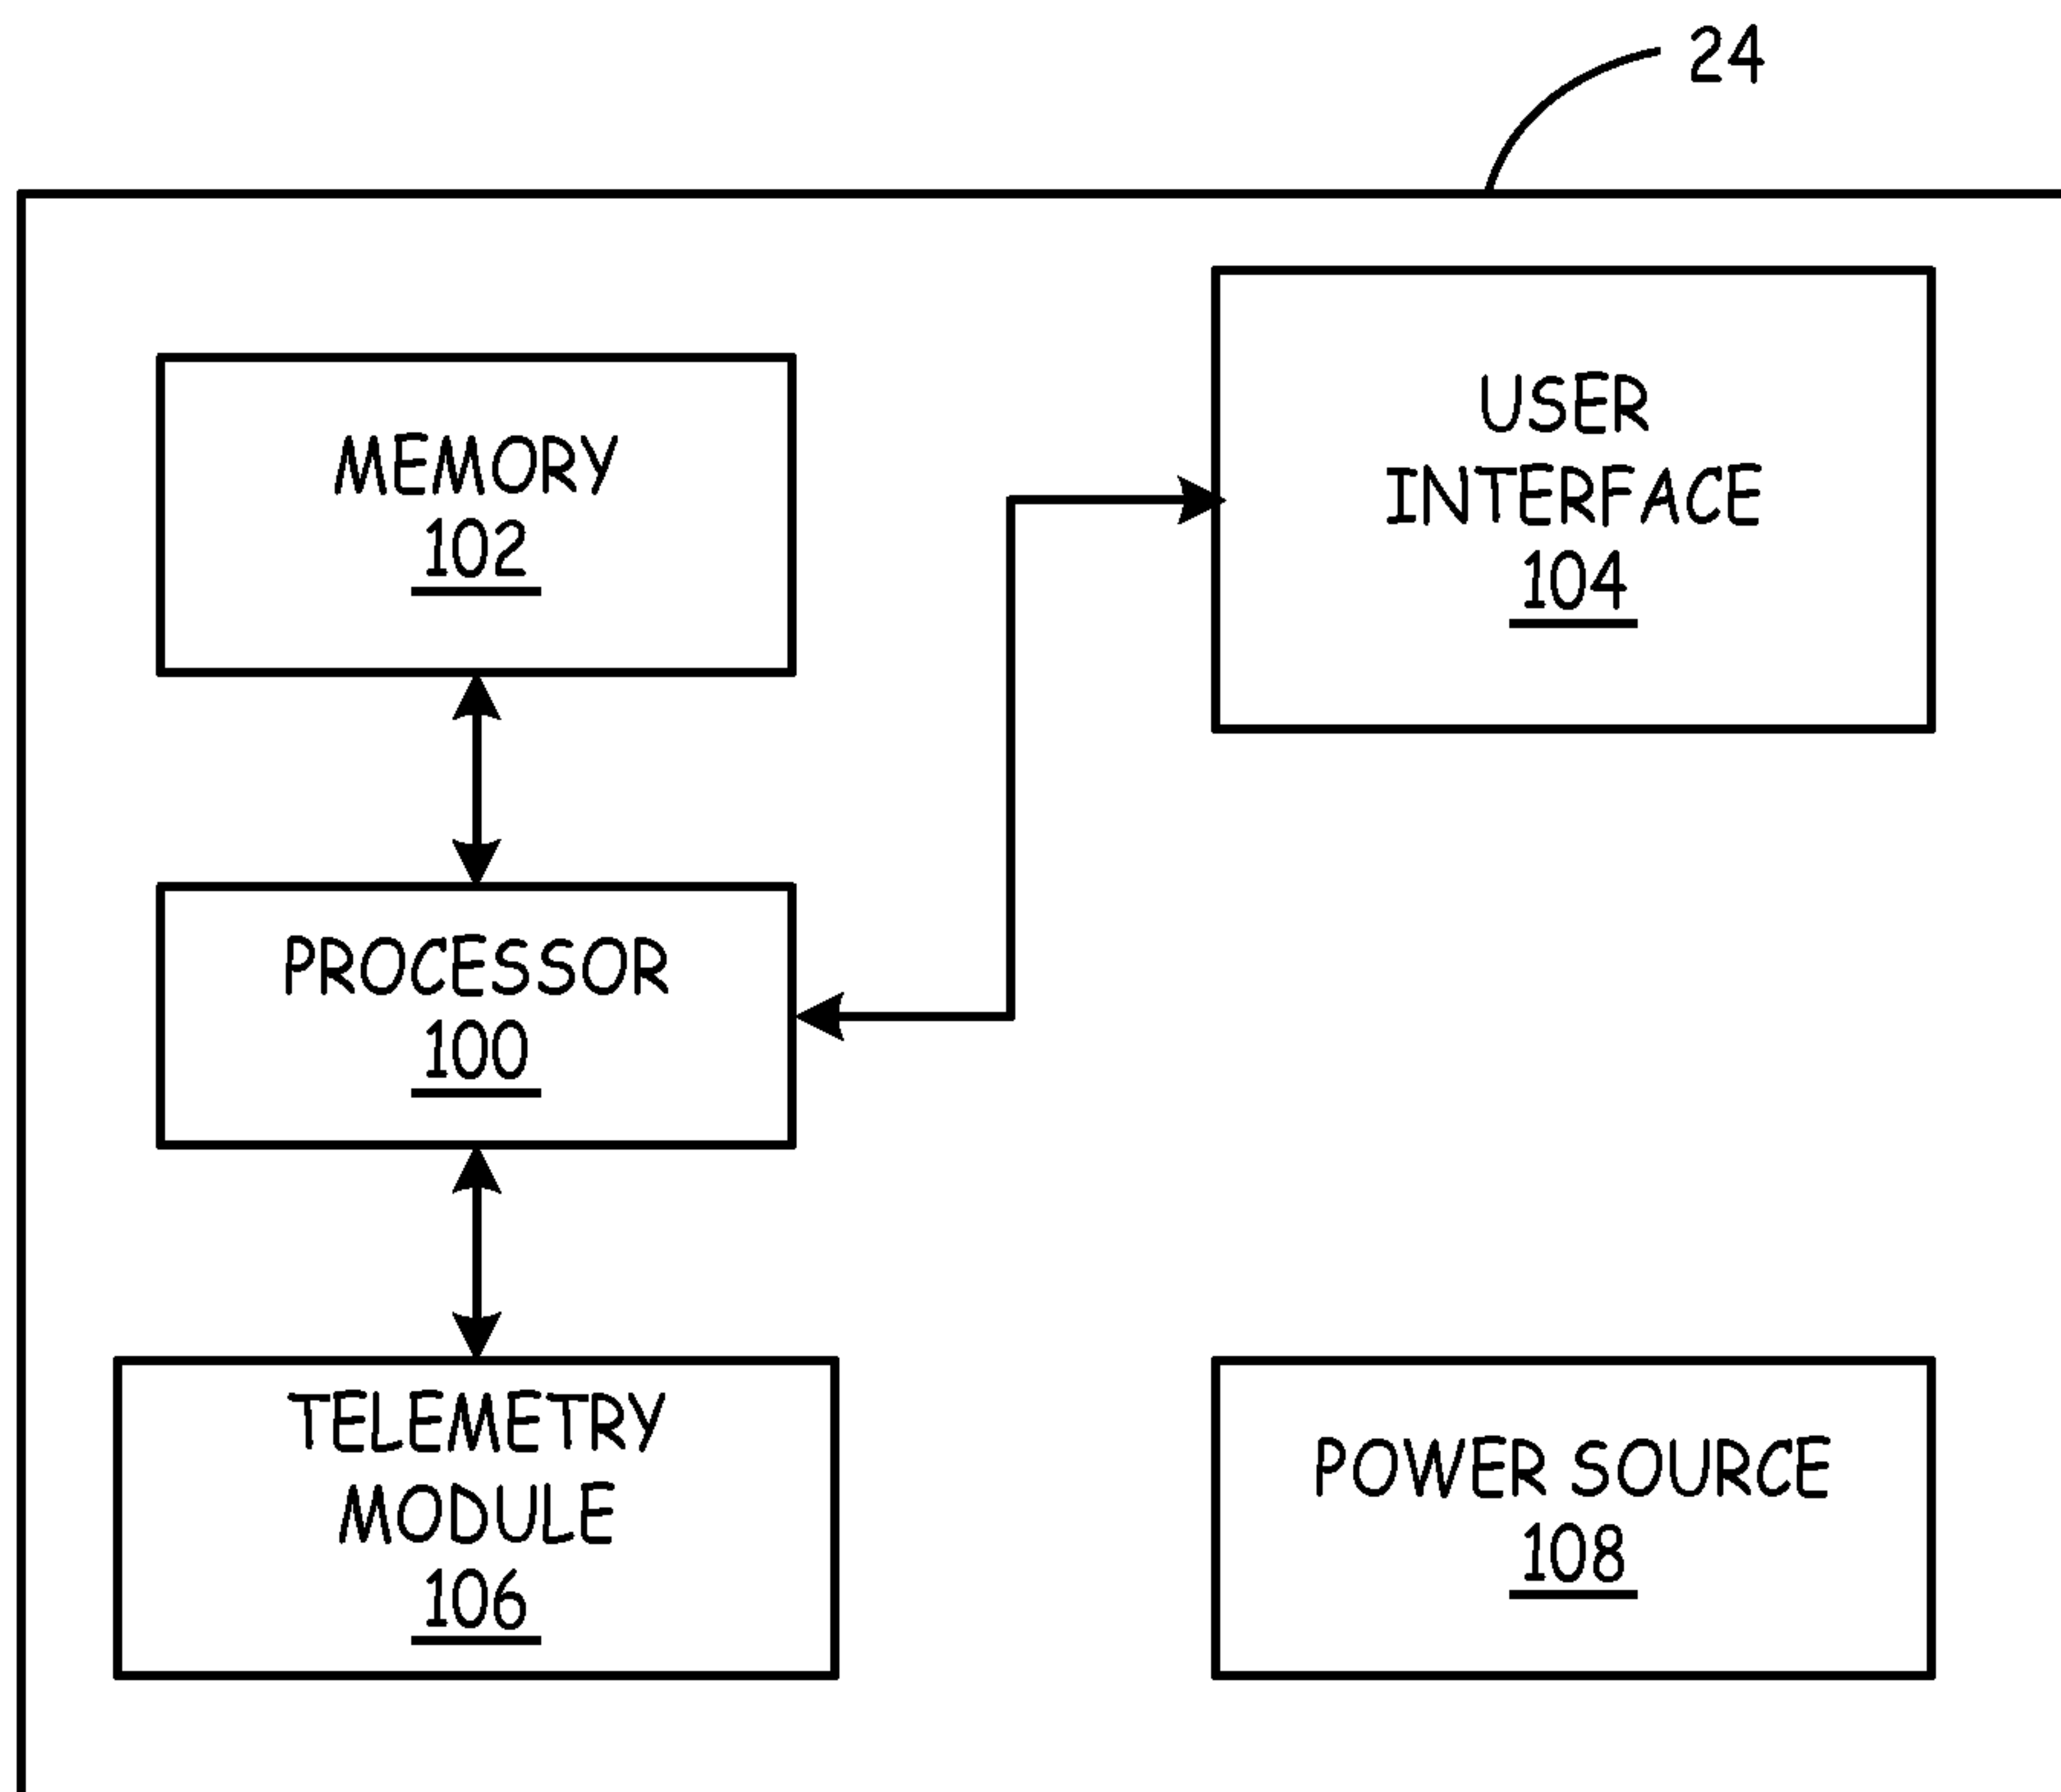 24
MEMORY
102
USER
INTERFACE
104
PROCESSOR
100
TELEMETRY
MODULE
106
POWER SOURCE
108